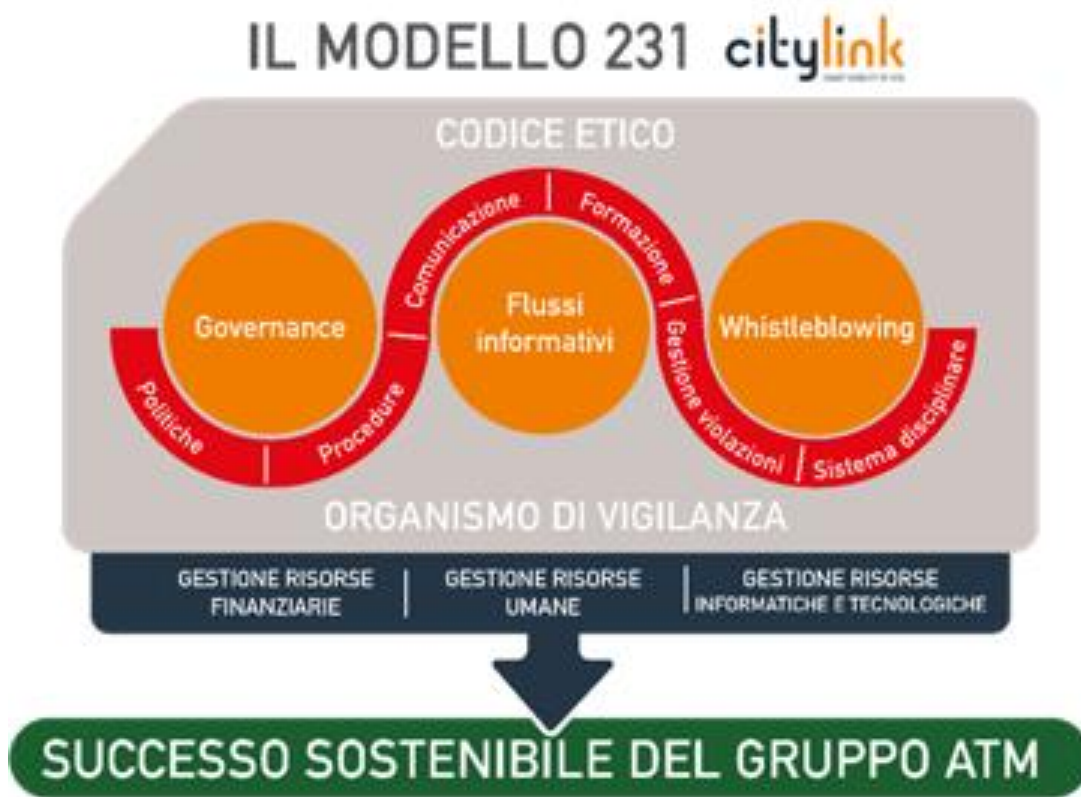 IL MODELLO 231 citylink
CODICE ETICO
Governance
Flussi
informativi
Whistleblowing
Politiche
Procedure
Comunicazione
Formazione
Gestione violazioni
Sistema disciplinare
ORGANISMO DI VIGILANZA
GESTIONE RISORSE
FINANZIARIE
GESTIONE RISORSE
UMANE
GESTIONE RISORSE
INFORMATICHE E TECNOLOGICHE
SUCCESSO SOSTENIBILE DEL GRUPPO ATM